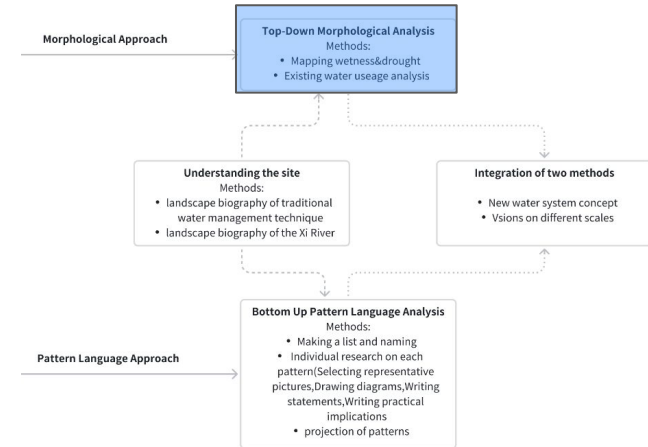 Morphological Approach
Top-Down Morphological Analysis
Methods:
• Mapping wetness&drought
• Existing water useage analysis
Understanding the site
Methods:
• landscape biography of traditional
water management technique
• landscape biography of the Xi River
Integration of two methods
• New water system concept
• Vsions on different scales
Pattern Language Approach
Bottom Up Pattern Language Analysis
Methods:
• Making a list and naming
• Individual research on each
pattern(Selecting representative
pictures,Drawing diagrams,Writing
statements,Writing practical
implications
• projection of patterns